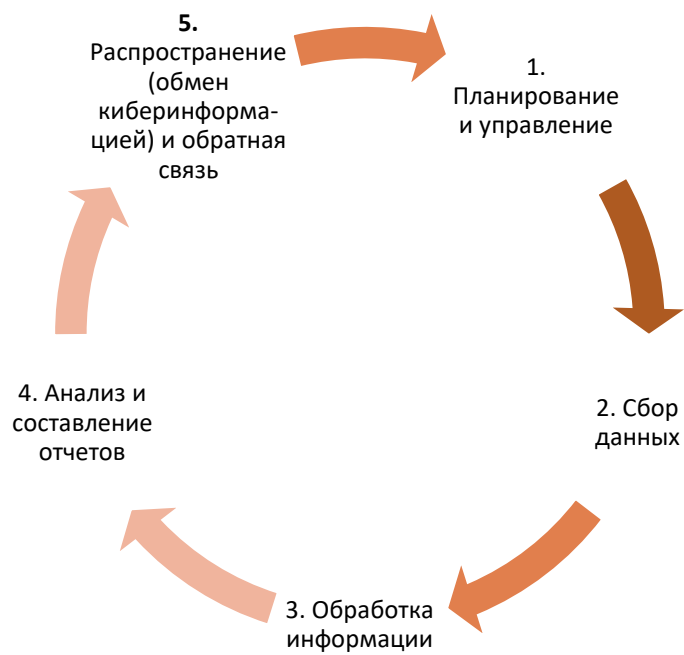 5.
Распространение
(обмен
киберинформа-
цией) и обратная
связь
1.
Планирование
и управление
2. Сбор
данных
3. Обработка
информации
4. Анализ и
составление
отчетов